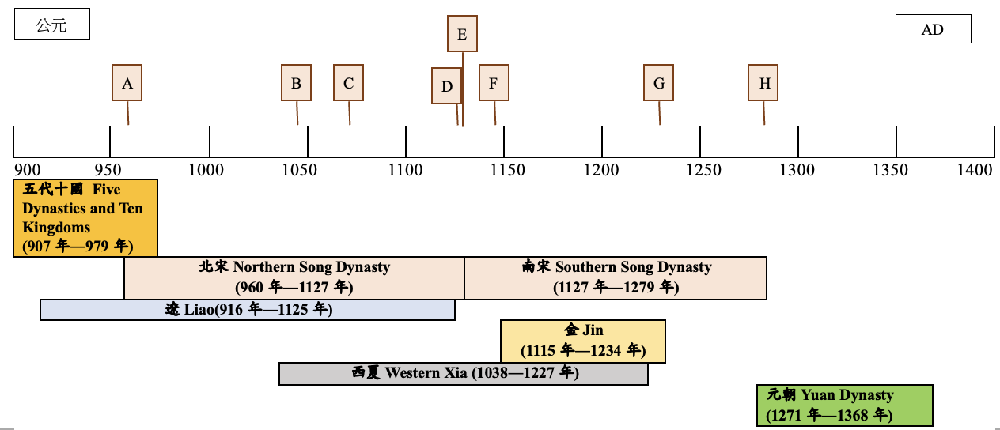 公元
AD
E
A
B
C
D
F
G
H
900 950 1000 1050 1100 1150 1200 1250 1300 1350 1400
五代十國 Five
Dynasties and Ten
Kingdoms
(907 年—979 年)
北宋 Northern Song Dynasty
(960 年—1127 年)
南宋 Southern Song Dynasty
(1127 年—1279 年)
遼 Liao(916 年—1125 年)
金 Jin
(1115 年—1234 年)
西夏 Western Xia (1038—1227 年)
元朝 Yuan Dynasty
(1271 年—1368 年)